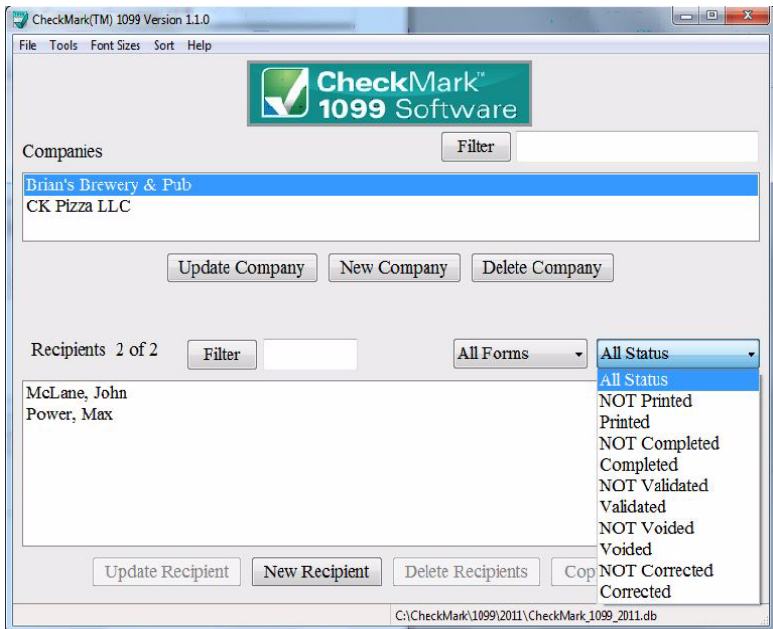 CheckMark(TM) 1099 Version 1.1.0
File Tools Font Sizes Sort Help
CheckMark™
1099 Software
Companies
Filter
Brian's Brewery & Pub
CK Pizza LLC
Update Company New Company Delete Company
Recipients 2 of 2 Filter All Forms All Status
McLane, John
Power, Max
All Status
NOT Printed
Printed
NOT Completed
Completed
NOT Validated
Validated
NOT Voided
Voided
NOT Corrected
Corrected
Update Recipient New Recipient Delete Recipients
C:\CheckMark\1099\2011\CheckMark_1099_2011.db